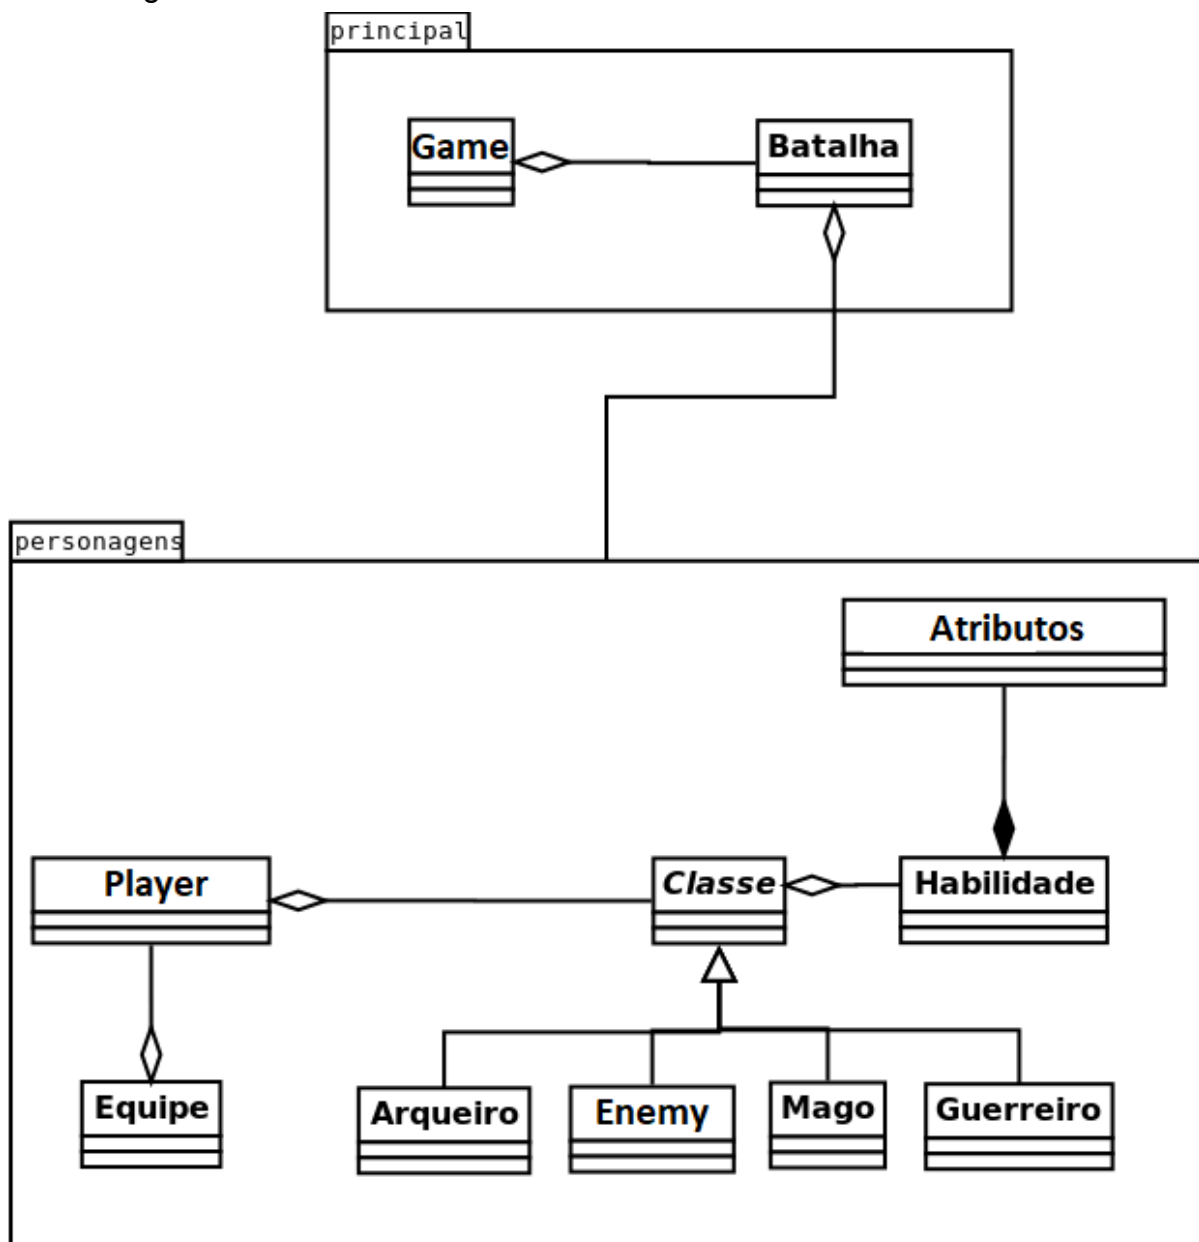 principal
Game
Batalha
personagens
Atributos
Player
Classe
Habilidade
Equipe
Arqueiro
Enemy
Mago
Guerreiro